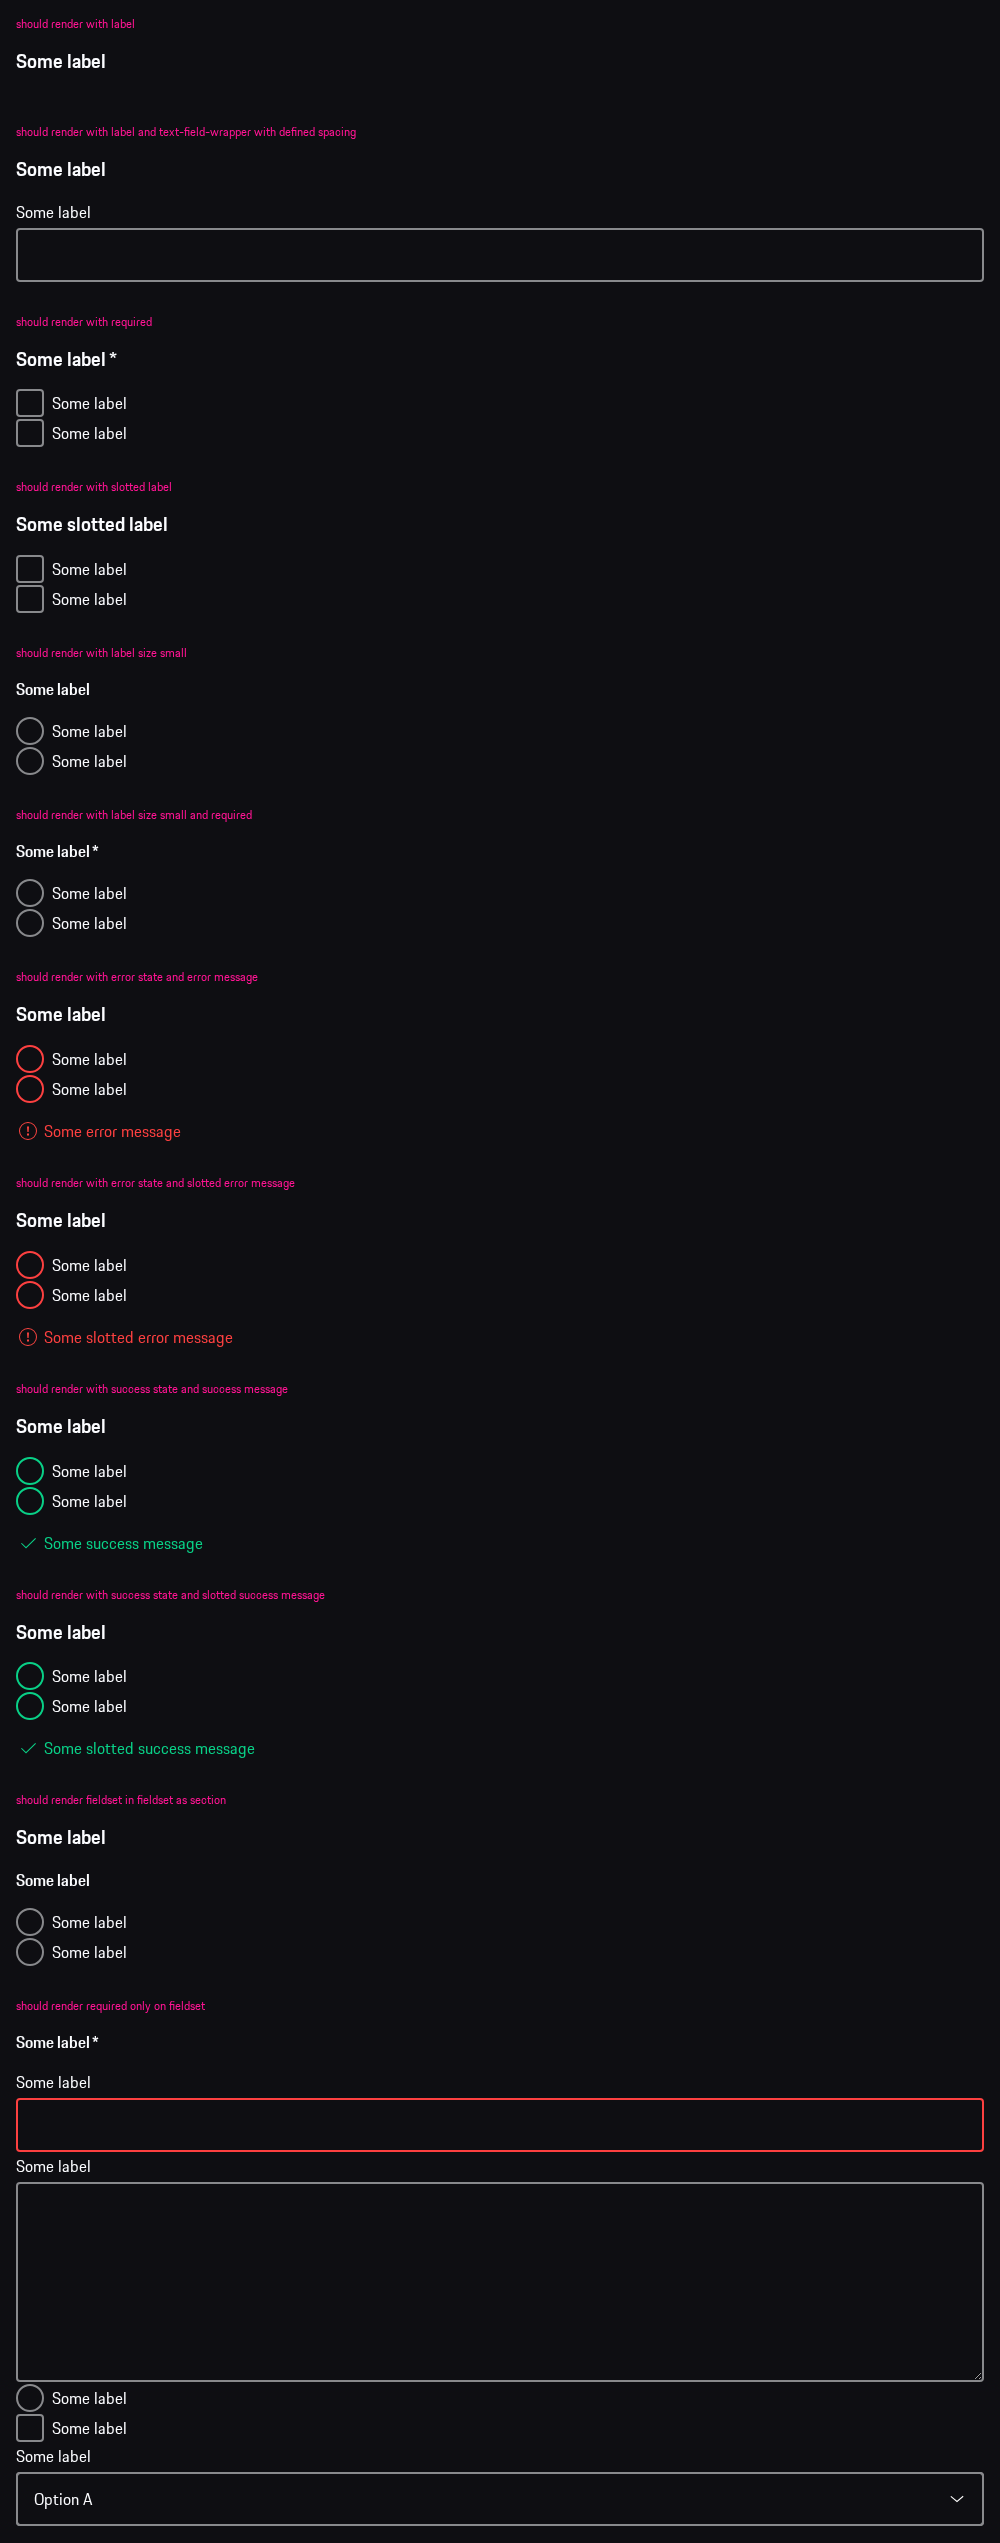 should render with label
Some label
should render with label and text-field-wrapper with defined spacing
Some label
Some label
should render with required
Some label *
Some label
Some label
should render with slotted label
Some slotted label
Some label
Some label
should render with label size small
Some label
Some label
Some label
should render with label size small and required
Some label *
Some label
Some label
should render with error state and error message
Some label
Some label
Some label
Some error message
should render with error state and slotted error message
Some label
Some label
Some label
Some slotted error message
should render with success state and success message
Some label
Some label
Some label
Some success message
should render with success state and slotted success message
Some label
Some label
Some label
Some slotted success message
should render fieldset in fieldset as section
Some label
Some label
Some label
Some label
should render required only on fieldset
Some label *
Some label
Some label
Some label
Some label
Some label
Option A